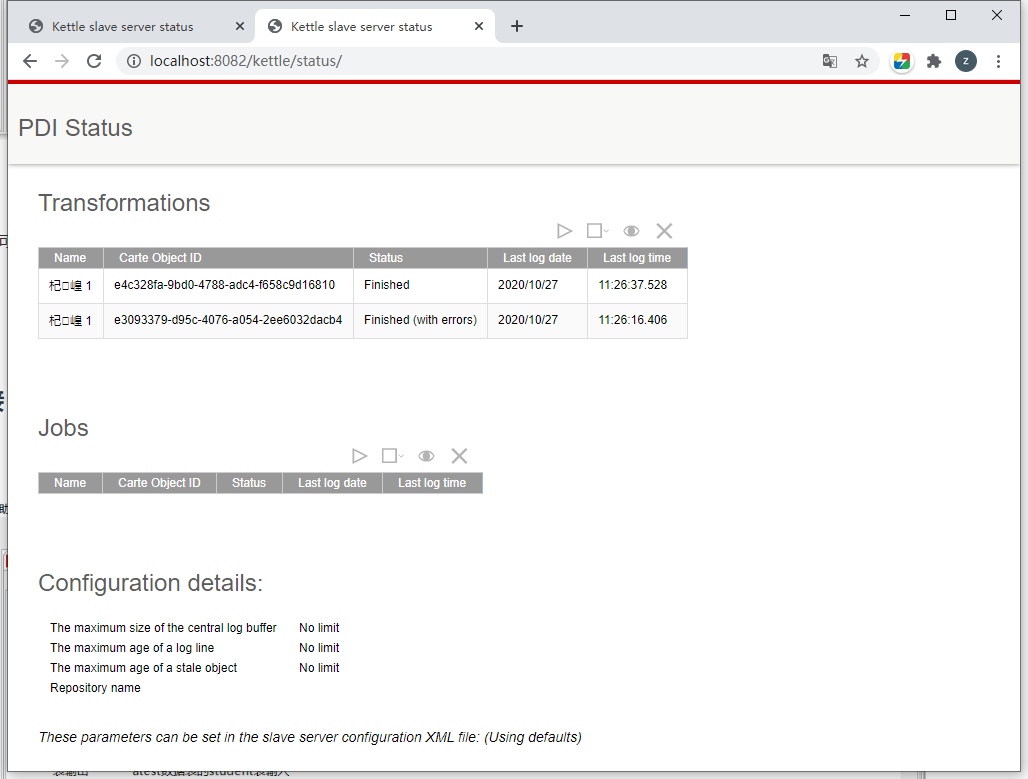 Kettle slave server status
Kettle slave server status
localhost:8082/kettle/status/
Z
PDI Status
Transformations
Name Carte Object ID Status Last log date Last log time
杞□崲 1 e4c328fa-9bd0-4788-adc4-f658c9d16810 Finished 2020/10/27 11:26:37.528
杞□崲 1 e3093379-d95c-4076-a054-2ee6032dacb4 Finished (with errors) 2020/10/27 11:26:16.406
Jobs
Name Carte Object ID Status Last log date Last log time
Configuration details:
The maximum size of the central log buffer No limit
The maximum age of a log line No limit
The maximum age of a stale object No limit
Repository name
These parameters can be set in the slave server configuration XML file: (Using defaults)